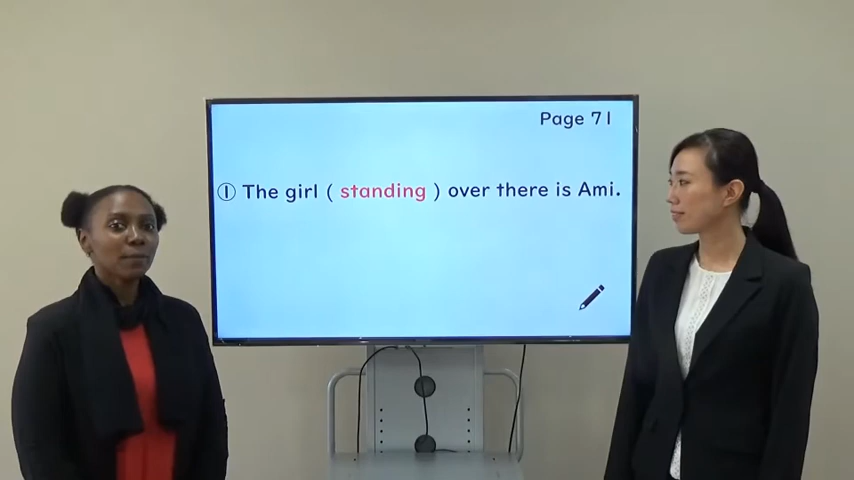 Page 71
① The girl ( standing ) over there is Ami.